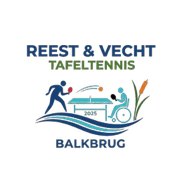 REEST & VECHT
TAFELTENNIS
2025
BALKBRUG